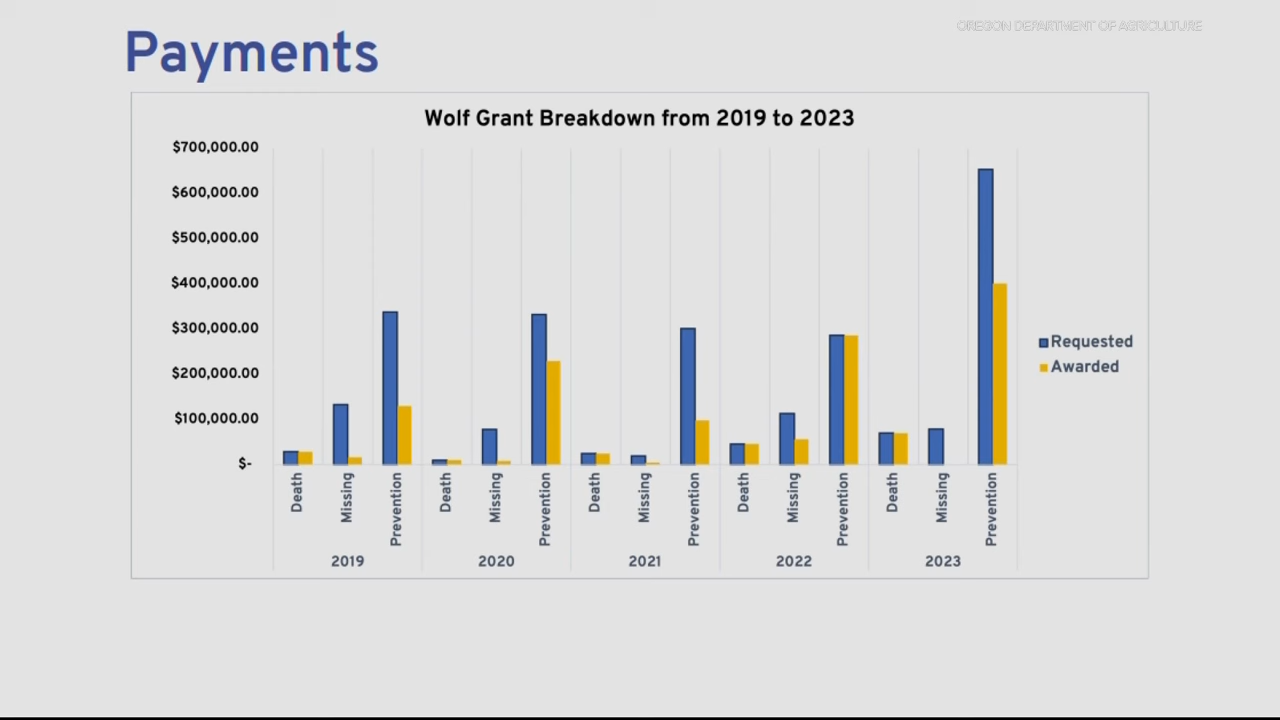 OREGON DEPARTMENT OF AGRICULTURE
Payments
Wolf Grant Breakdown from 2019 to 2023
$700,000.00
$600,000.00
$500,000.00
$400,000.00
$300,000.00
$200,000.00
$100,000.00
$-
Requested
Awarded
Death Missing Prevention Death Missing Prevention Death Missing Prevention Death Missing Prevention Death Missing Prevention
2019 2020 2021 2022 2023